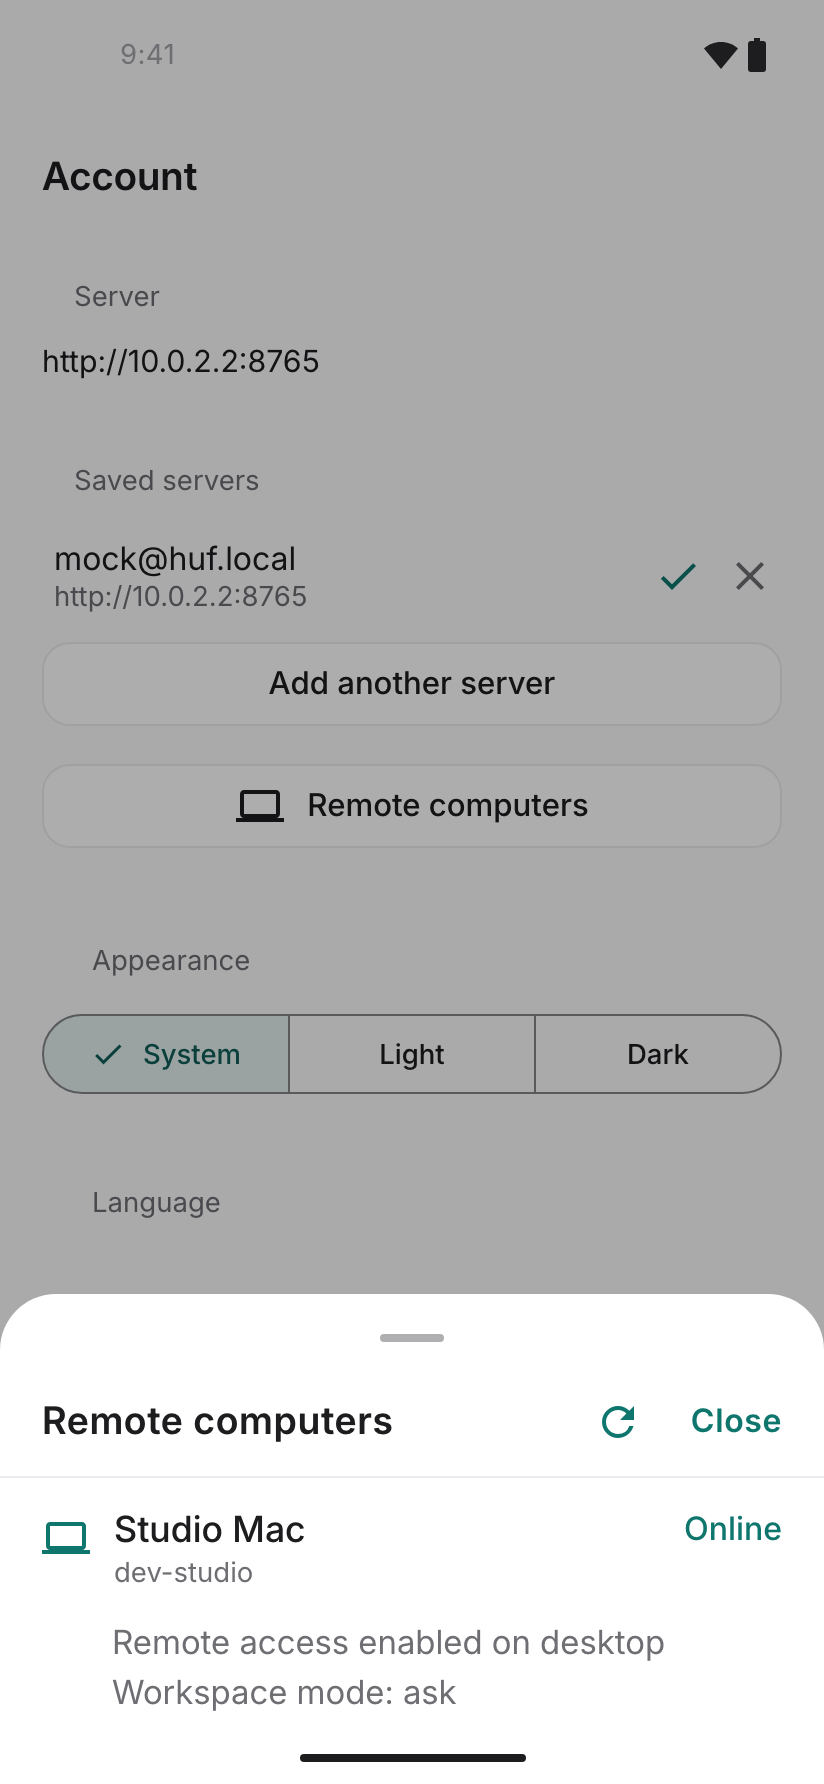 9:41
Account
Server
http://10.0.2.2:8765
Saved servers
mock@huf.local
http://10.0.2.2:8765
Add another server
Remote computers
Appearance
System Light Dark
Language
Remote computers Close
Studio Mac Online
dev-studio
Remote access enabled on desktop
Workspace mode: ask